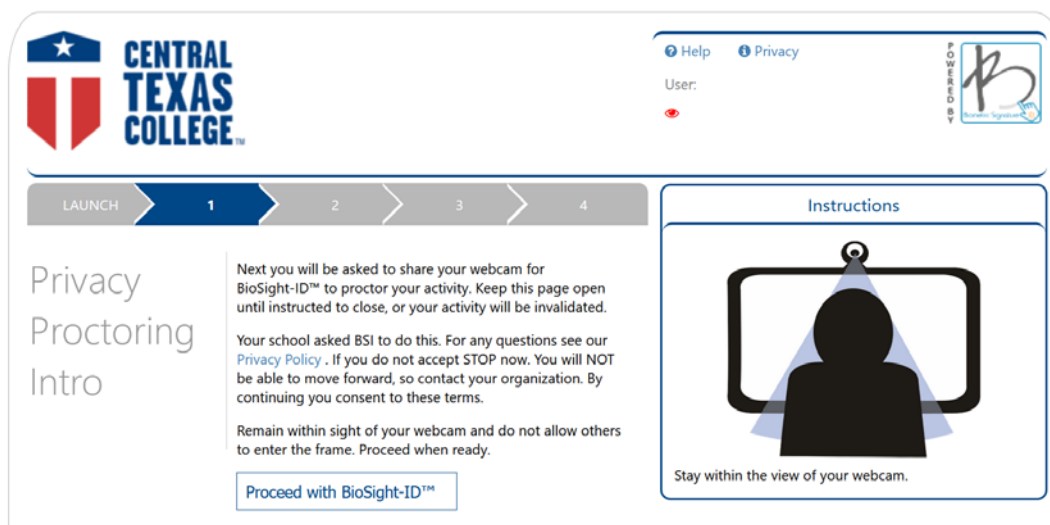 CENTRAL
TEXAS
COLLEGE™
Help Privacy
User:
POWERED BY
Biometric Signature
LAUNCH 1 2 3 4
Instructions
Privacy
Proctoring
Intro
Next you will be asked to share your webcam for
BioSight-ID™ to proctor your activity. Keep this page open
until instructed to close, or your activity will be invalidated.
Your school asked BSI to do this. For any questions see our
Privacy Policy . If you do not accept STOP now. You will NOT
be able to move forward, so contact your organization. By
continuing you consent to these terms.
Remain within sight of your webcam and do not allow others
to enter the frame. Proceed when ready.
Proceed with BioSight-ID™
Stay within the view of your webcam.